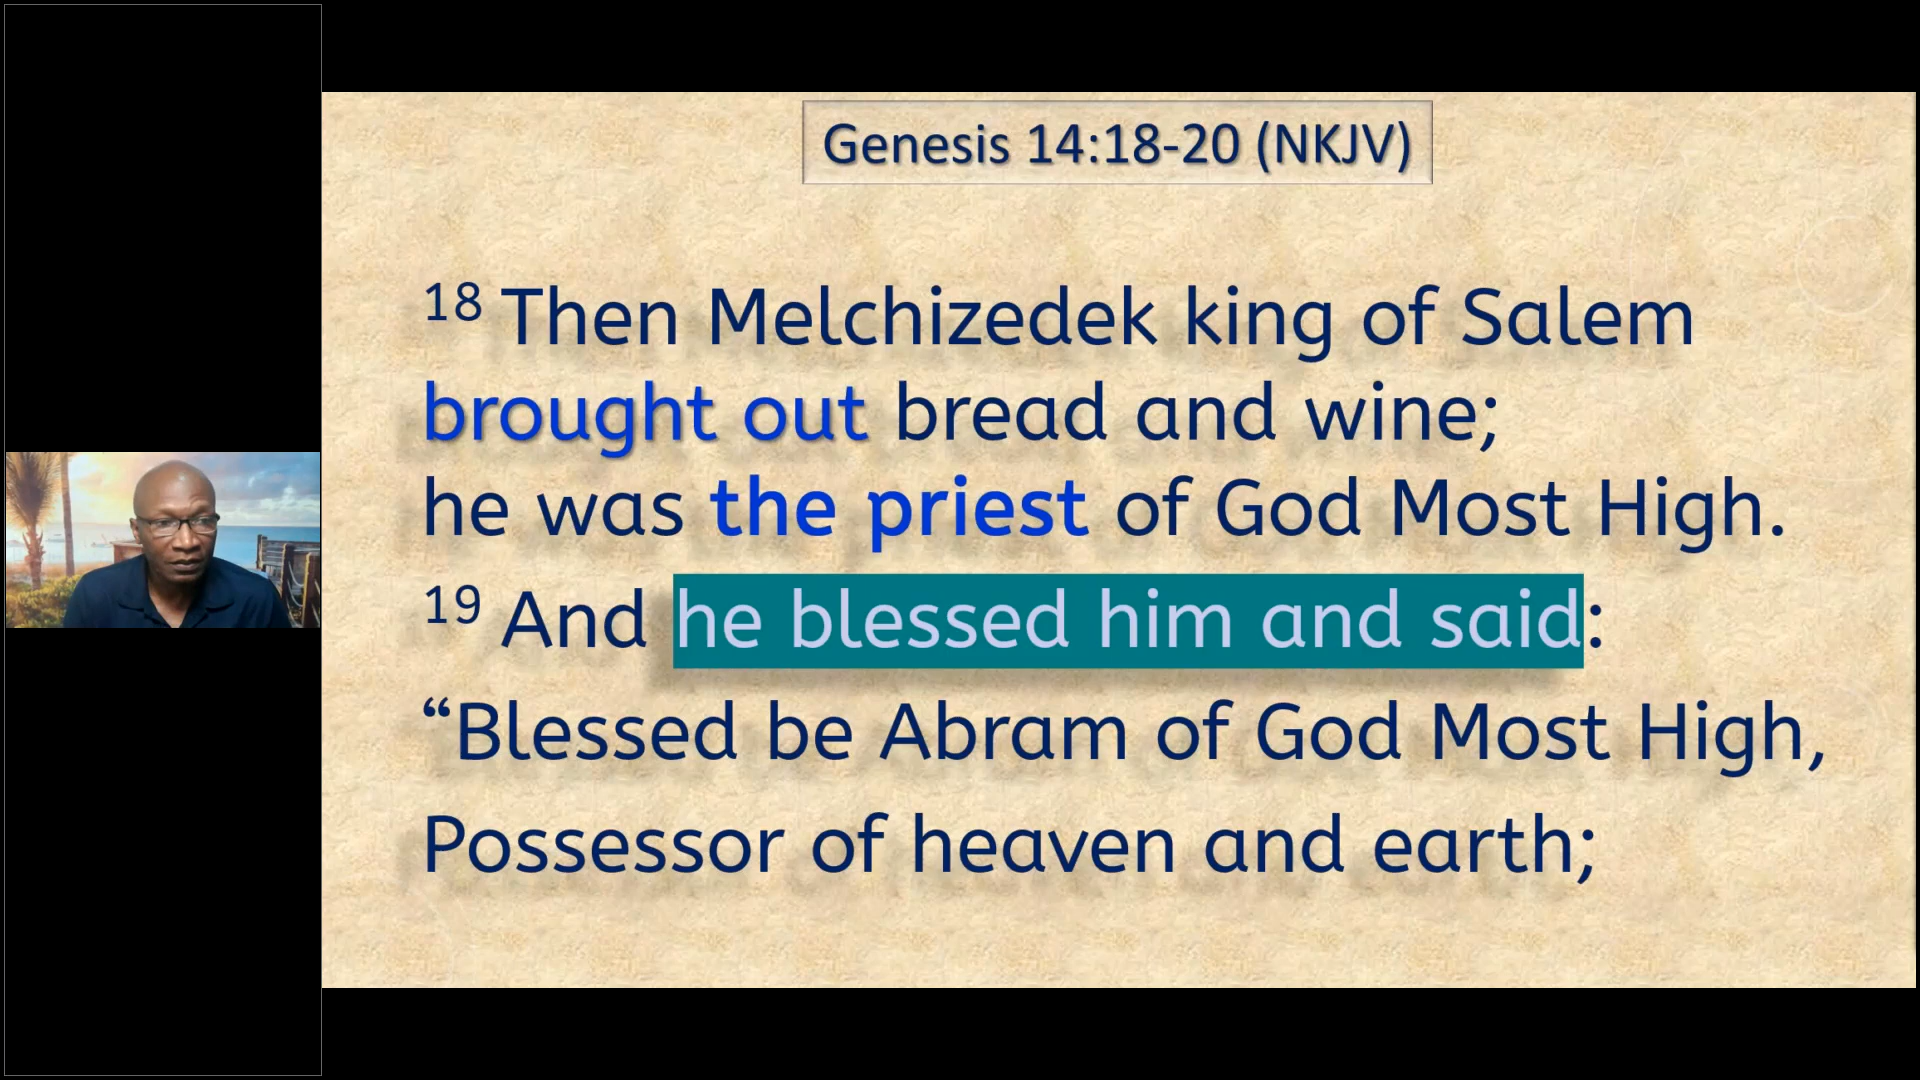 Genesis 14:18-20 (NKJV)
18 Then Melchizedek king of Salem
brought out bread and wine;
he was the priest of God Most High.
19 And he blessed him and said:
“Blessed be Abram of God Most High,
Possessor of heaven and earth;